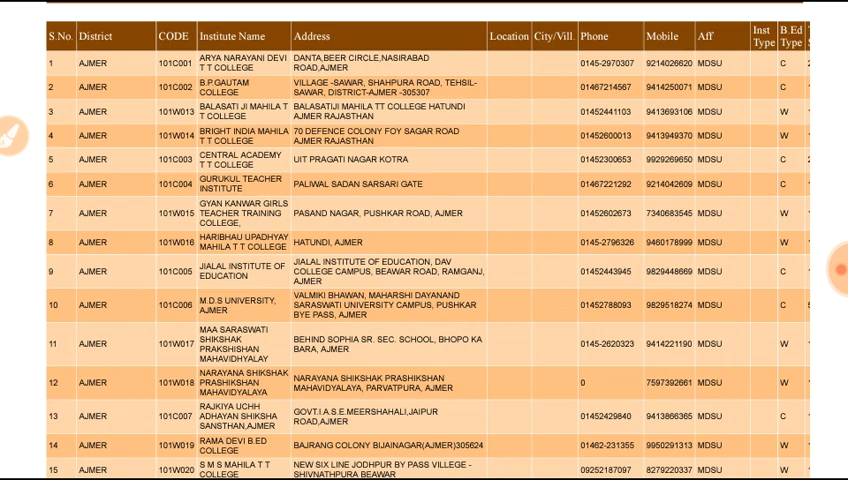 S.No. District CODE Institute Name Address Location City/Vill. Phone Mobile Aff Inst Type B.Ed Type
1 AJMER 101C001 ARYA NARAYANI DEVI T T COLLEGE DANTA,BEER CIRCLE,NASIRABAD ROAD,AJMER 0145-2970307 9214026620 MDSU C
2 AJMER 101C002 B.P.GAUTAM COLLEGE VILLAGE -SAWAR, SHAHPURA ROAD, TEHSIL-SAWAR, DISTRICT-AJMER -305307 01467214567 9414250071 MDSU C
3 AJMER 101W013 BALASATI JI MAHILA T T COLLEGE BALASATIJI MAHILA TT COLLEGE HATUNDI AJMER RAJASTHAN 01452441103 9413693106 MDSU W
4 AJMER 101W014 BRIGHT INDIA MAHILA T T COLLEGE 70 DEFENCE COLONY FOY SAGAR ROAD AJMER RAJASTHAN 01452600013 9413949370 MDSU W
5 AJMER 101C003 CENTRAL ACADEMY T T COLLEGE UIT PRAGATI NAGAR KOTRA 01452300653 9929269650 MDSU C
6 AJMER 101C004 GURUKUL TEACHER INSTITUTE PALIWAL SADAN SARSARI GATE 01467221292 9214042609 MDSU C
7 AJMER 101W015 GYAN KANWAR GIRLS TEACHER TRAINING COLLEGE, PASAND NAGAR, PUSHKAR ROAD, AJMER 01452602673 7340683545 MDSU W
8 AJMER 101W016 HARIBHAU UPADHYAY MAHILA T T COLLEGE HATUNDI, AJMER 0145-2796326 9460178999 MDSU W
9 AJMER 101C005 JIALAL INSTITUTE OF EDUCATION JIALAL INSTITUTE OF EDUCATION, DAV COLLEGE CAMPUS, BEAWAR ROAD, RAMGANJ, AJMER 01452443945 9829448669 MDSU C
10 AJMER 101C006 M.D.S UNIVERSITY, AJMER VALMIKI BHAWAN, MAHARSHI DAYANAND SARASWATI UNIVERSITY CAMPUS, PUSHKAR BYE PASS, AJMER 01452788093 9829518274 MDSU C
11 AJMER 101W017 MAA SARASWATI SHIKSHAK PRAKSHISHAN MAHAVIDHYALAY BEHIND SOPHIA SR. SEC. SCHOOL, BHOPO KA BARA, AJMER 0145-2620323 9414221190 MDSU W
12 AJMER 101W018 NARAYANA SHIKSHAK PRASHIKSHAN MAHAVIDYALAYA NARAYANA SHIKSHAK PRASHIKSHAN MAHAVIDYALAYA, PARVATPURA, AJMER 0 7597392661 MDSU W
13 AJMER 101C007 RAJKIYA UCHH ADHAYAN SHIKSHA SANSTHAN,AJMER GOVT.I.A.S.E.MEERSHAHALI,JAIPUR ROAD,AJMER 01452429840 9413866365 MDSU C
14 AJMER 101W019 RAMA DEVI B.ED COLLEGE BAJRANG COLONY BIJAINAGAR(AJMER)305624 01462-231355 9950291313 MDSU W
15 AJMER 101W020 S M S MAHILA T T COLLEGE NEW SIX LINE JODHPUR BY PASS VILLEGE - SHIVNATHPURA BEAWAR 09252187097 8279220337 MDSU W